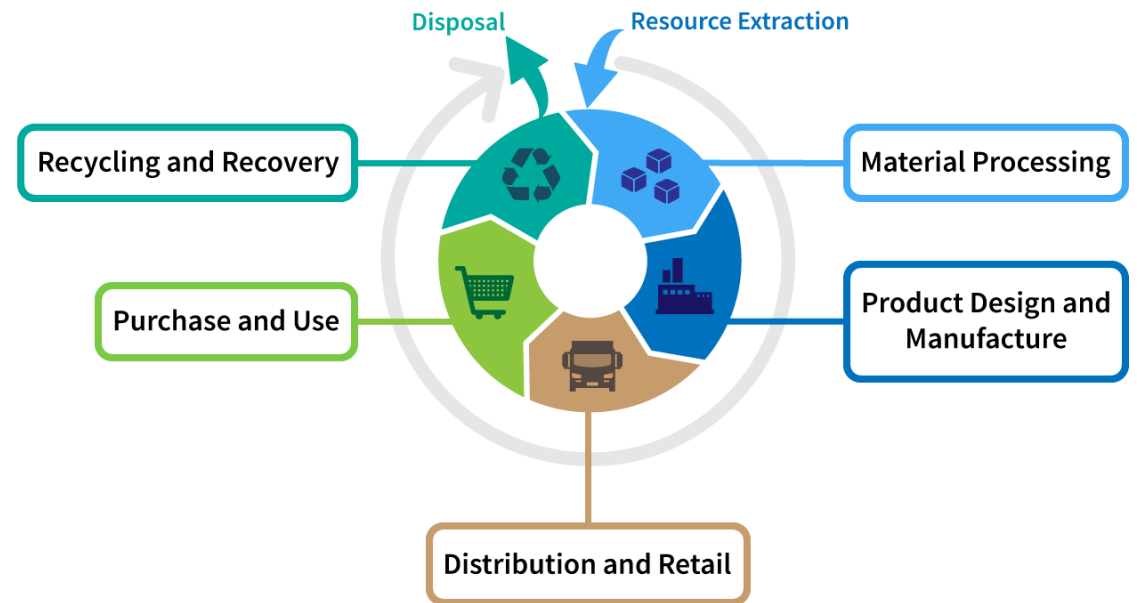 Disposal
Resource Extraction
Recycling and Recovery
Material Processing
Purchase and Use
Product Design and
Manufacture
Distribution and Retail